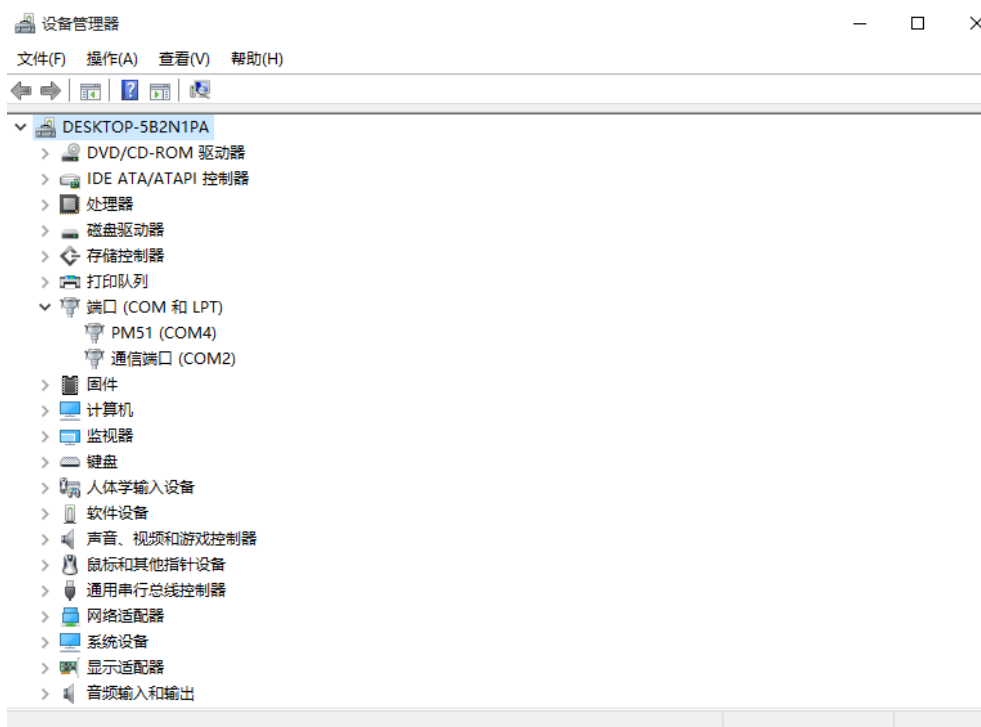 设备管理器
文件(F) 操作(A) 查看(V) 帮助(H)
DESKTOP-5B2N1PA
DVD/CD-ROM 驱动器
IDE ATA/ATAPI 控制器
处理器
磁盘驱动器
存储控制器
打印队列
端口 (COM 和 LPT)
PM51 (COM4)
通信端口 (COM2)
固件
计算机
监视器
键盘
人体学输入设备
软件设备
声音、视频和游戏控制器
鼠标和其他指针设备
通用串行总线控制器
网络适配器
系统设备
显示适配器
音频输入和输出